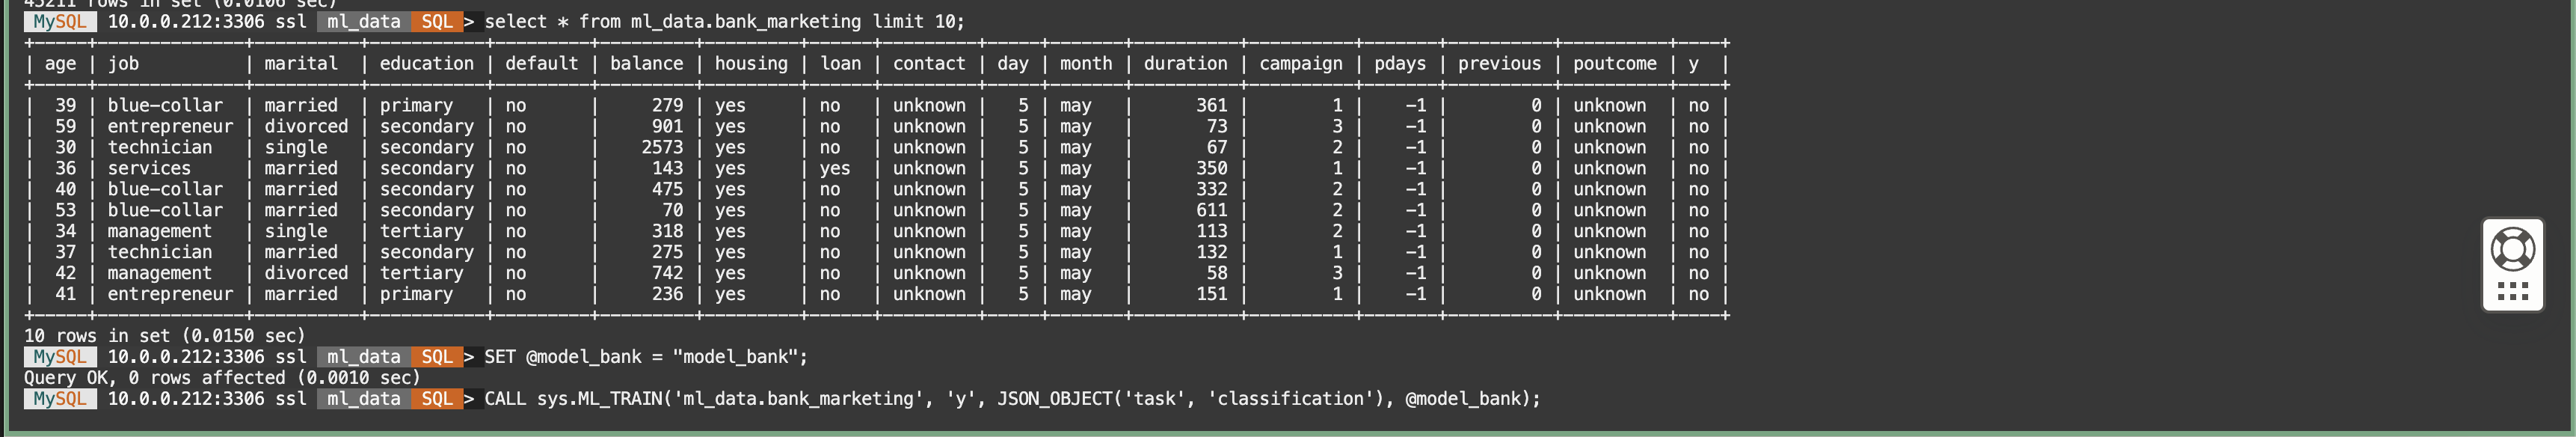 45211 rows in set (0.0106 sec)
MySQL 10.0.0.212:3306 ssl ml_data SQL > select * from ml_data.bank_marketing limit 10;
+-----+--------------+----------+-----------+---------+---------+---------+------+---------+-----+-------+----------+----------+-------+----------+----------+----+
| age | job          | marital  | education | default | balance | housing | loan | contact | day | month | duration | campaign | pdays | previous | poutcome | y  |
+-----+--------------+----------+-----------+---------+---------+---------+------+---------+-----+-------+----------+----------+-------+----------+----------+----+
|  39 | blue-collar  | married  | primary   | no      |     279 | yes     | no   | unknown |   5 | may   |      361 |        1 |    -1 |        0 | unknown  | no |
|  59 | entrepreneur | divorced | secondary | no      |     901 | yes     | no   | unknown |   5 | may   |       73 |        3 |    -1 |        0 | unknown  | no |
|  30 | technician   | single   | secondary | no      |    2573 | yes     | no   | unknown |   5 | may   |       67 |        2 |    -1 |        0 | unknown  | no |
|  36 | services     | married  | secondary | no      |     143 | yes     | yes  | unknown |   5 | may   |      350 |        1 |    -1 |        0 | unknown  | no |
|  40 | blue-collar  | married  | secondary | no      |     475 | yes     | no   | unknown |   5 | may   |      332 |        2 |    -1 |        0 | unknown  | no |
|  53 | blue-collar  | married  | secondary | no      |      70 | yes     | no   | unknown |   5 | may   |      611 |        2 |    -1 |        0 | unknown  | no |
|  34 | management   | single   | tertiary  | no      |     318 | yes     | no   | unknown |   5 | may   |      113 |        2 |    -1 |        0 | unknown  | no |
|  37 | technician   | married  | secondary | no      |     275 | yes     | no   | unknown |   5 | may   |      132 |        1 |    -1 |        0 | unknown  | no |
|  42 | management   | divorced | tertiary  | no      |     742 | yes     | no   | unknown |   5 | may   |       58 |        3 |    -1 |        0 | unknown  | no |
|  41 | entrepreneur | married  | primary   | no      |     236 | yes     | no   | unknown |   5 | may   |      151 |        1 |    -1 |        0 | unknown  | no |
+-----+--------------+----------+-----------+---------+---------+---------+------+---------+-----+-------+----------+----------+-------+----------+----------+----+
10 rows in set (0.0150 sec)
MySQL 10.0.0.212:3306 ssl ml_data SQL > SET @model_bank = "model_bank";
Query OK, 0 rows affected (0.0010 sec)
MySQL 10.0.0.212:3306 ssl ml_data SQL > CALL sys.ML_TRAIN('ml_data.bank_marketing', 'y', JSON_OBJECT('task', 'classification'), @model_bank);